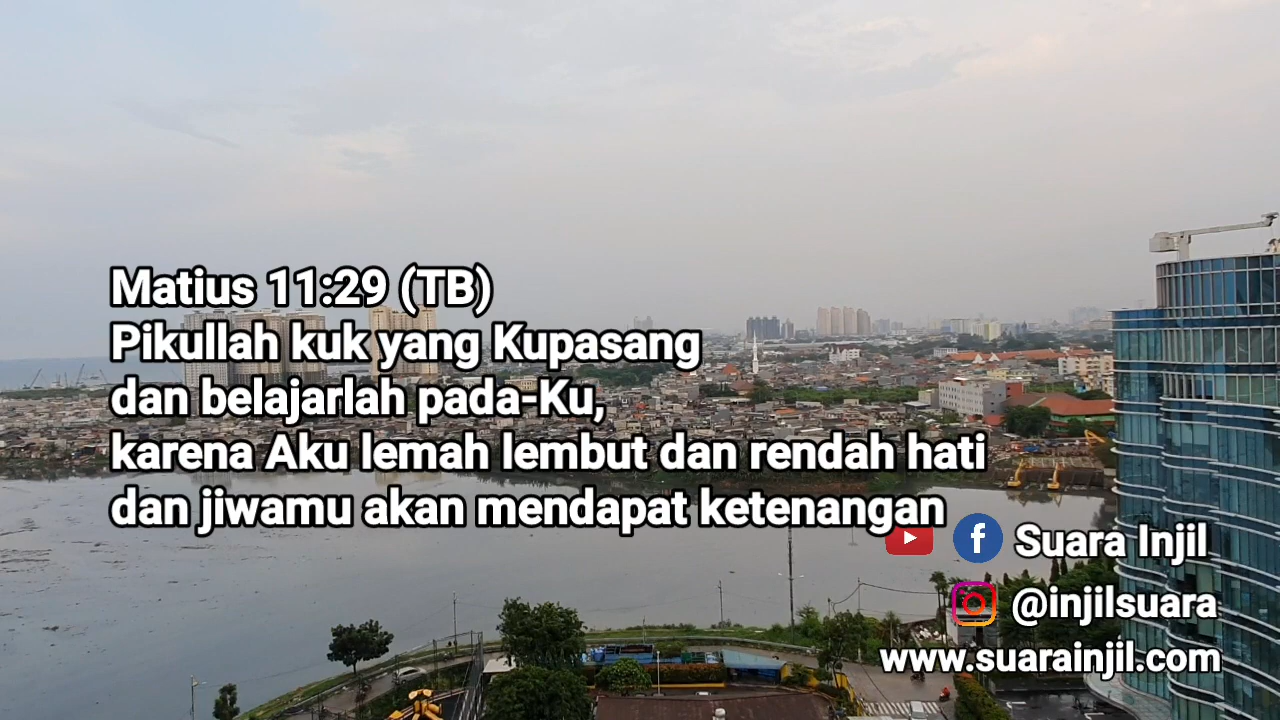 Matius 11:29 (TB)
Pikullah kuk yang Kupasang
dan belajarlah pada-Ku,
karena Aku lemah lembut dan rendah hati
dan jiwamu akan mendapat ketenangan
Suara Injil
@injilsuara
www.suarainjil.com